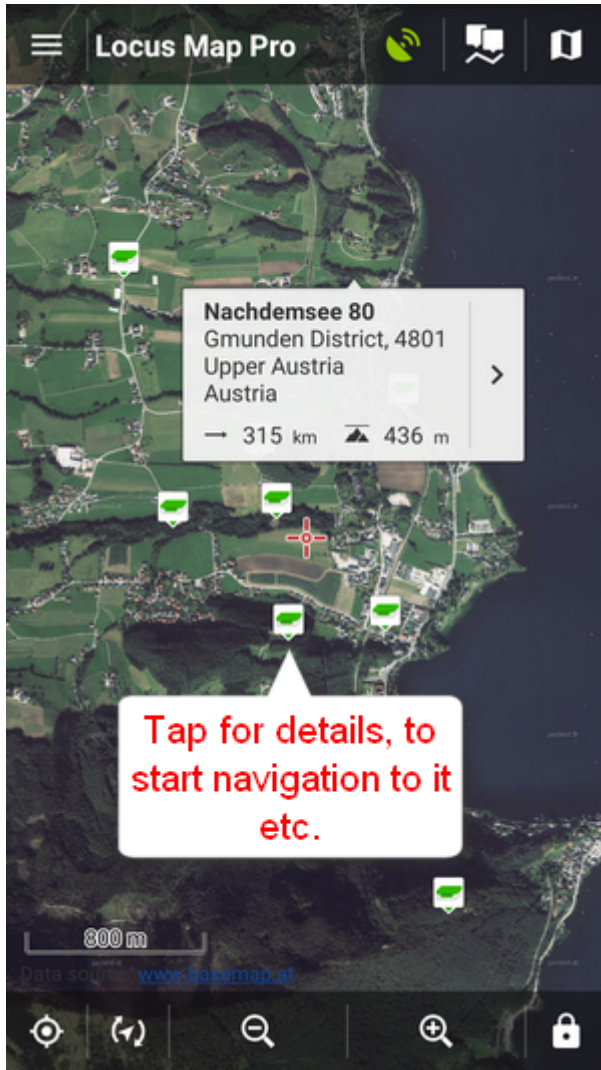 Locus Map Pro
Nachdemsee 80
Gmunden District, 4801
Upper Austria
Austria
315 km 436 m
Tap for details, to
start navigation to it
etc.
800 m
Data source: www.basemap.at